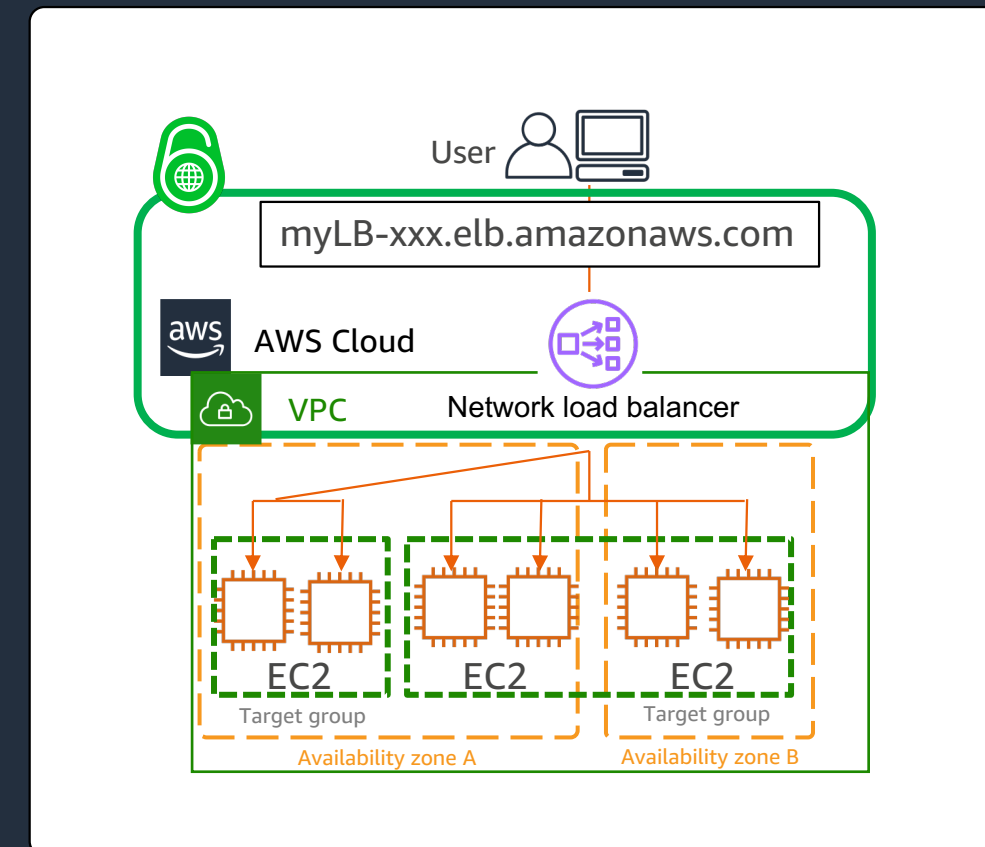 User
myLB-xxx.elb.amazonaws.com
aws
AWS Cloud
VPC
Network load balancer
EC2
EC2
EC2
Target group
Target group
Availability zone A
Availability zone B